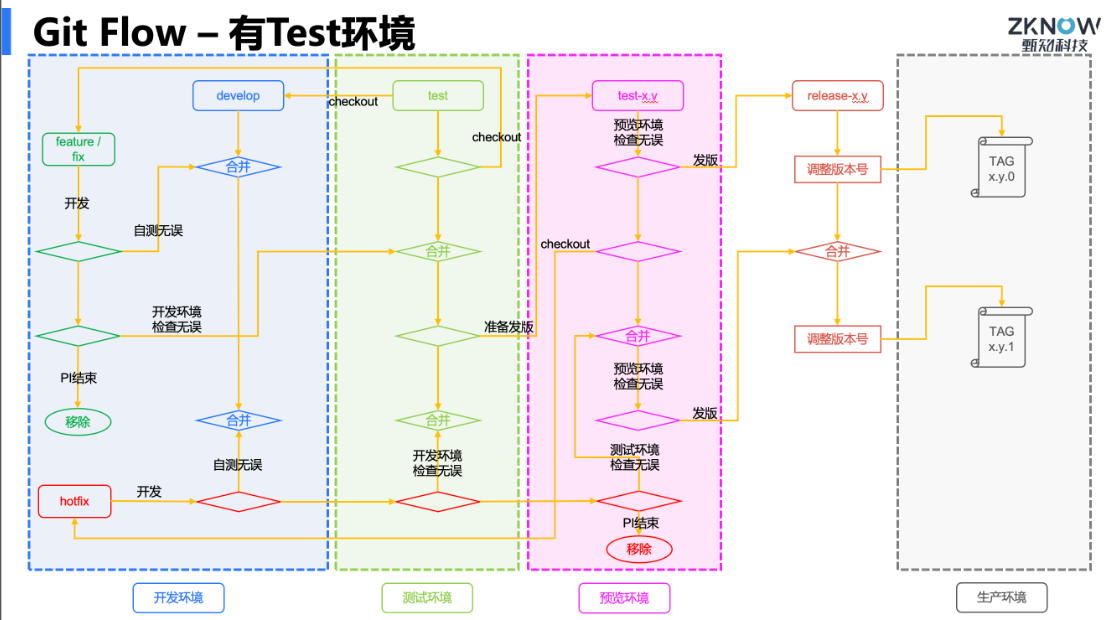 Git Flow – 有Test环境
ZKNOW
甄知科技
develop
test
test-x.y
release-x.y
checkout
feature /
fix
checkout
预览环境
检查无误
合并
发版
调整版本号
TAG
x.y.0
开发
自测无误
合并
checkout
合并
开发环境
检查无误
准备发版
合并
调整版本号
TAG
x.y.1
PI结束
预览环境
检查无误
移除
合并
合并
发版
自测无误
开发环境
检查无误
测试环境
检查无误
hotfix
开发
PI结束
移除
开发环境
测试环境
预览环境
生产环境